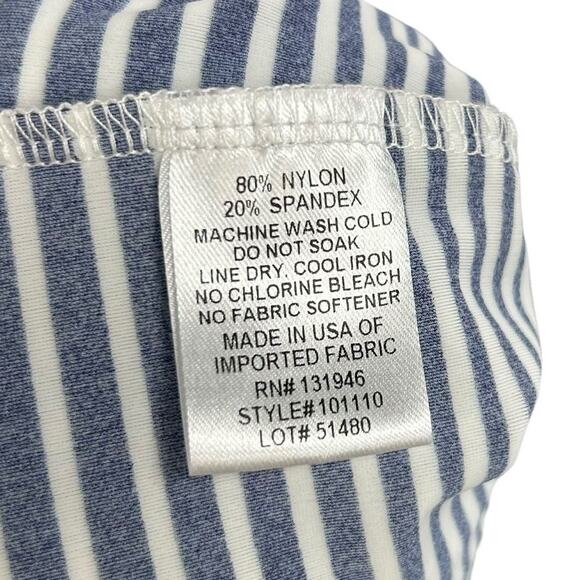 80% NYLON
20% SPANDEX
MACHINE WASH COLD
DO NOT SOAK
LINE DRY. COOL IRON
NO CHLORINE BLEACH
NO FABRIC SOFTENER
MADE IN USA OF
IMPORTED FABRIC
RN# 131946
STYLE#101110
LOT# 51480